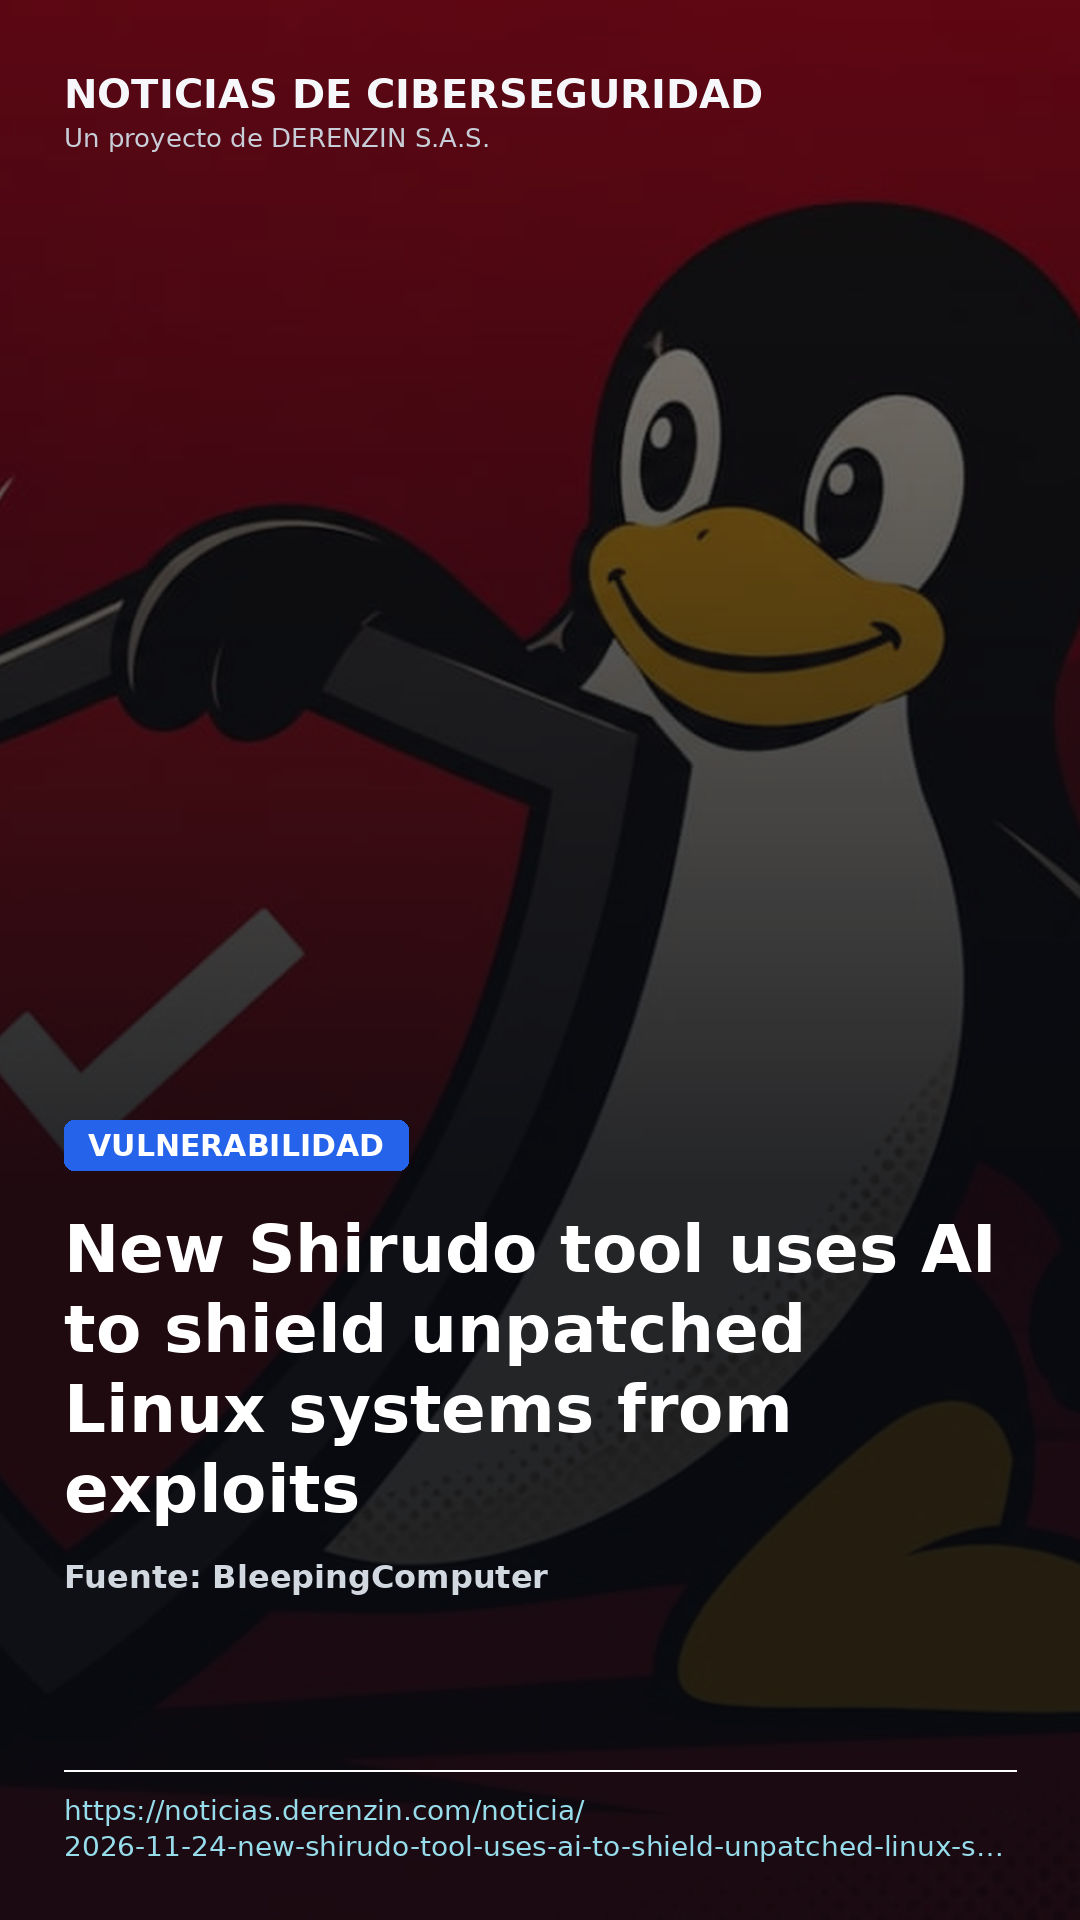 NOTICIAS DE CIBERSEGURIDAD
Un proyecto de DERENZIN S.A.S.
VULNERABILIDAD
New Shirudo tool uses AI
to shield unpatched
Linux systems from
exploits
Fuente: BleepingComputer
https://noticias.derenzin.com/noticia/
2026-11-24-new-shirudo-tool-uses-ai-to-shield-unpatched-linux-s…